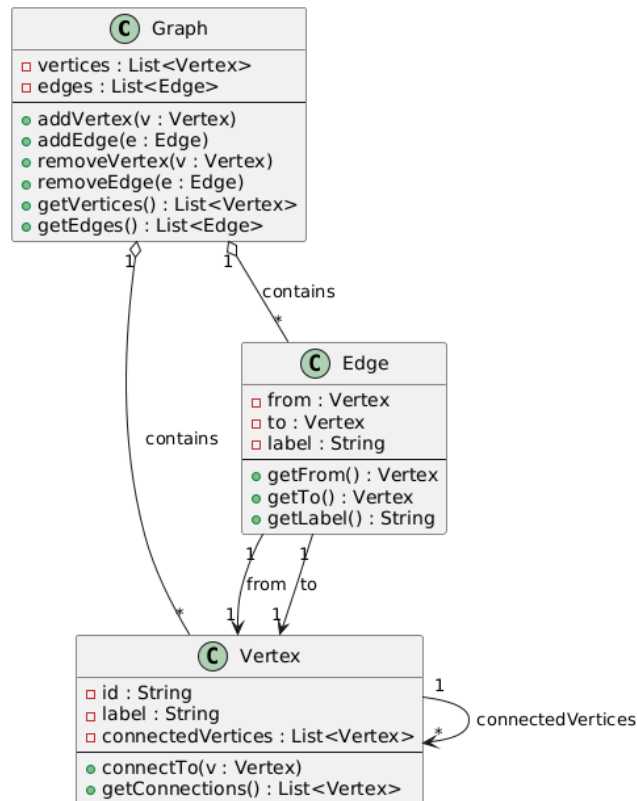 C Graph
vertices : List<Vertex>
edges : List<Edge>
addVertex(v : Vertex)
addEdge(e : Edge)
removeVertex(v : Vertex)
removeEdge(e : Edge)
getVertices() : List<Vertex>
getEdges() : List<Edge>
1 1
contains
*
C Edge
from : Vertex
to : Vertex
label : String
getFrom() : Vertex
getTo() : Vertex
getLabel() : String
contains
1 1
from to
* 1 1
C Vertex
id : String
label : String
connectedVertices : List<Vertex>
connectTo(v : Vertex)
getConnections() : List<Vertex>
1
connectedVertices
*